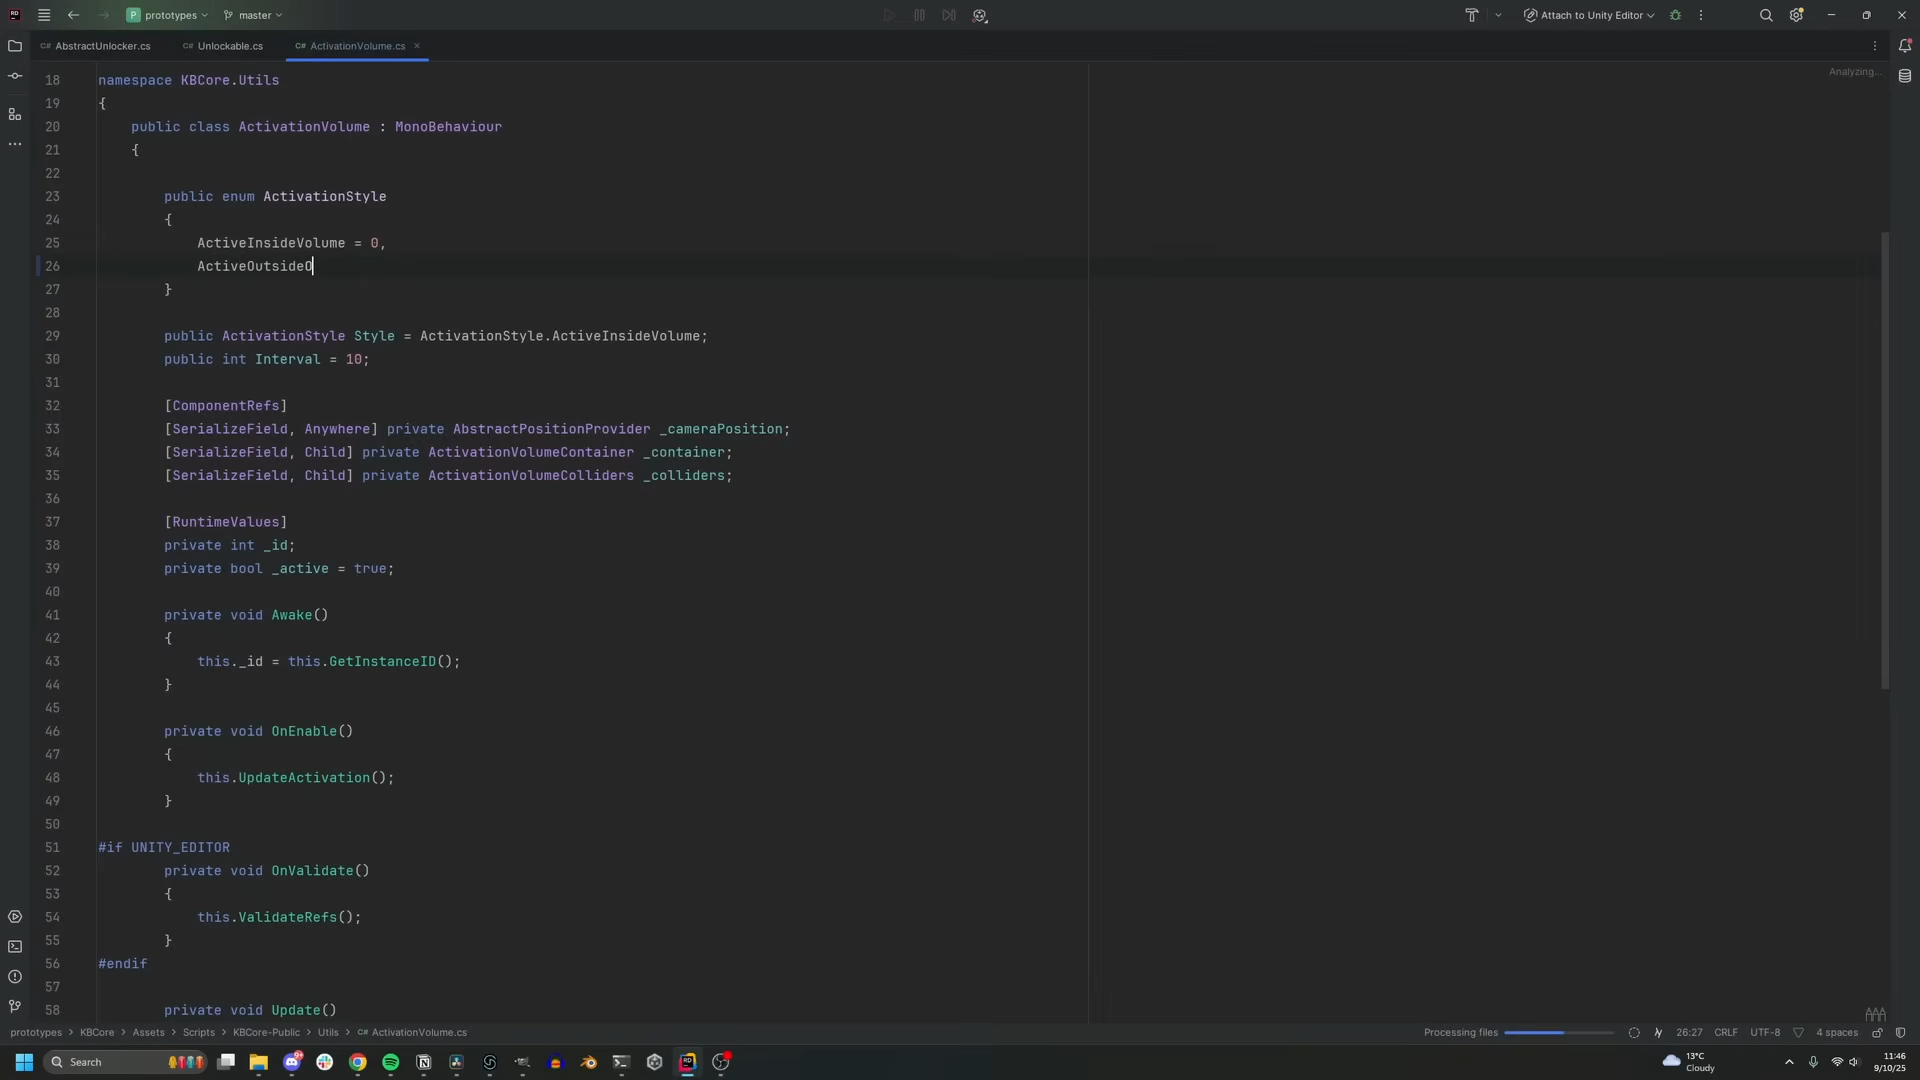 prototypes master Attach to Unity Editor
AbstractUnlocker.cs Unlockable.cs ActivationVolume.cs ×
Analyzing...
18 namespace KBCore.Utils
19 {
20 public class ActivationVolume : MonoBehaviour
21 {
22
23 public enum ActivationStyle
24 {
25 ActiveInsideVolume = 0,
26 ActiveOutsideO
27 }
28
29 public ActivationStyle Style = ActivationStyle.ActiveInsideVolume;
30 public int Interval = 10;
31
32 [ComponentRefs]
33 [SerializeField, Anywhere] private AbstractPositionProvider _cameraPosition;
34 [SerializeField, Child] private ActivationVolumeContainer _container;
35 [SerializeField, Child] private ActivationVolumeColliders _colliders;
36
37 [RuntimeValues]
38 private int _id;
39 private bool _active = true;
40
41 private void Awake()
42 {
43 this._id = this.GetInstanceID();
44 }
45
46 private void OnEnable()
47 {
48 this.UpdateActivation();
49 }
50
51 #if UNITY_EDITOR
52 private void OnValidate()
53 {
54 this.ValidateRefs();
55 }
56 #endif
57
58 private void Update()
prototypes > KBCore > Assets > Scripts > KBCore-Public > Utils > C# ActivationVolume.cs Processing files 26:27 CRLF UTF-8 4 spaces
Search 13°C Cloudy 11:46 9/10/25